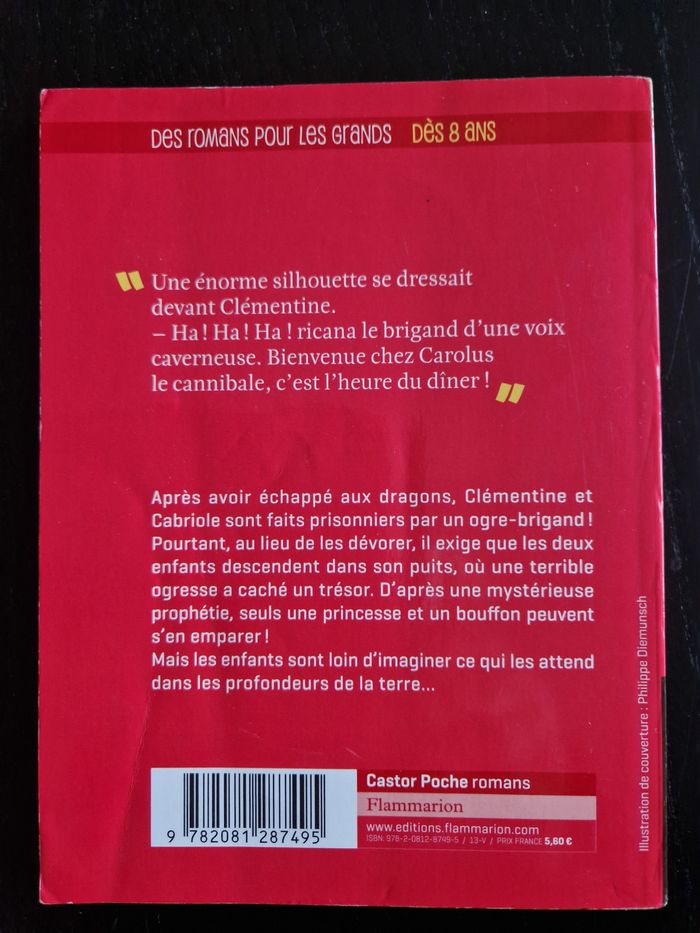 DES ROMANS POUR LES GRANDS DÈS 8 ANS
" Une énorme silhouette se dressait
devant Clémentine.
– Ha ! Ha ! Ha ! ricana le brigand d'une voix
caverneuse. Bienvenue chez Carolus
le cannibale, c'est l'heure du dîner ! "
Après avoir échappé aux dragons, Clémentine et
Cabriole sont faits prisonniers par un ogre-brigand !
Pourtant, au lieu de les dévorer, il exige que les deux
enfants descendent dans son puits, où une terrible
ogresse a caché un trésor. D'après une mystérieuse
prophétie, seuls une princesse et un bouffon peuvent
s'en emparer !
Mais les enfants sont loin d'imaginer ce qui les attend
dans les profondeurs de la terre...
Illustration de couverture : Philippe Diemunsch
9 782081 287495
Castor Poche romans
Flammarion
www.editions.flammarion.com
ISBN: 978-2-0812-8749-5 / 13-V / PRIX FRANCE 5,60 €